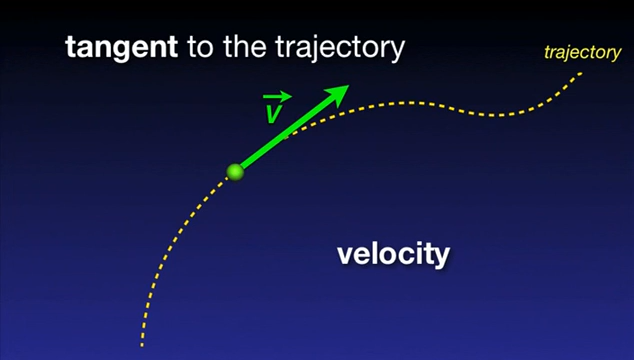 tangent to the trajectory
trajectory
v
velocity